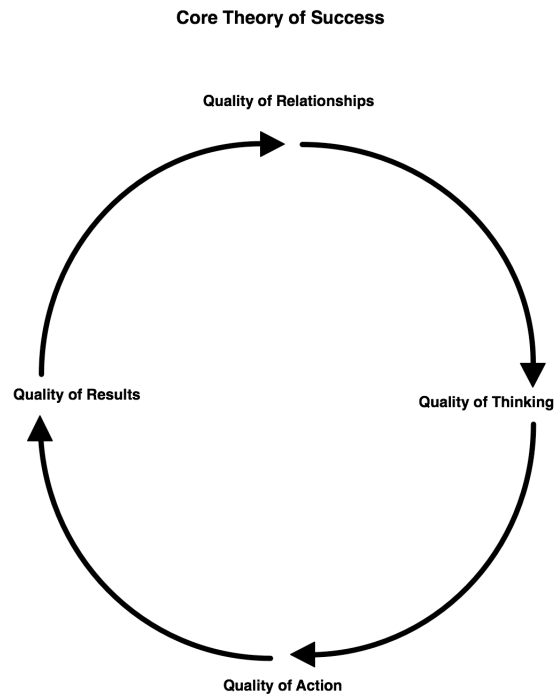 Core Theory of Success
Quality of Relationships
Quality of Results
Quality of Thinking
Quality of Action